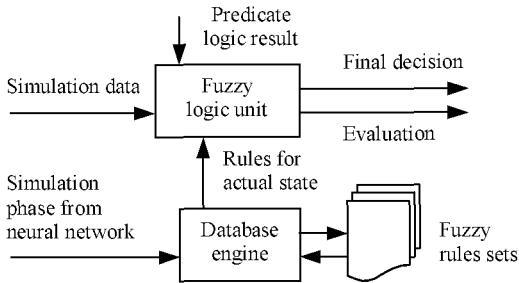 Predicate
logic result
Simulation data
Fuzzy
logic unit
Final decision
Evaluation
Rules for
actual state
Simulation
phase from
neural network
Database
engine
Fuzzy
rules sets